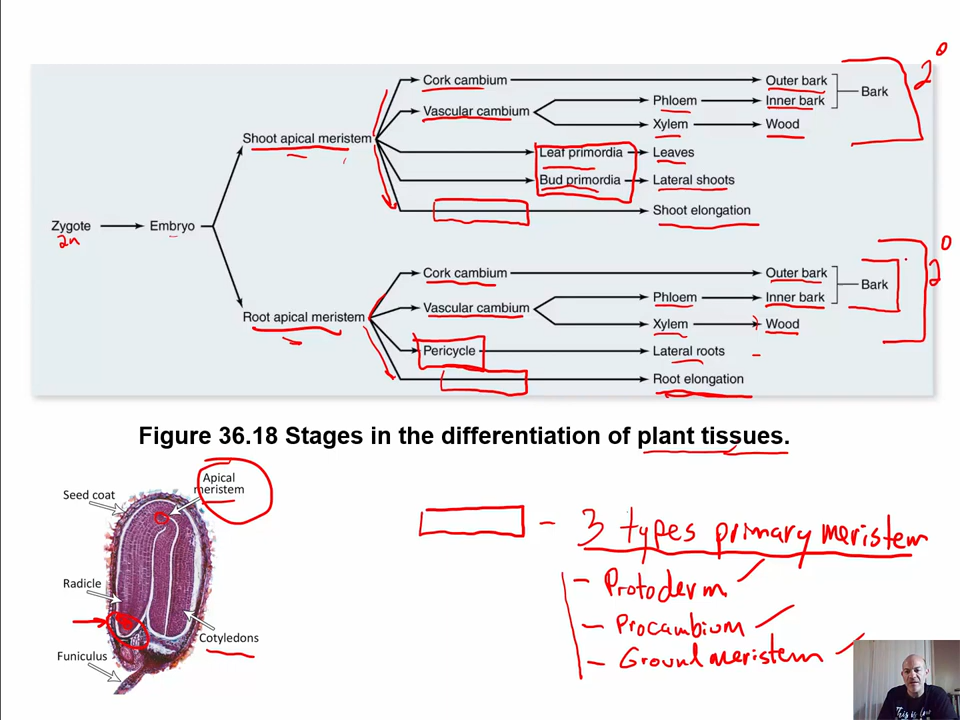 2°
Cork cambium
Outer bark
Bark
Vascular cambium
Phloem
Inner bark
Xylem
Wood
Shoot apical meristem
Leaf primordia
Leaves
Bud primordia
Lateral shoots
Shoot elongation
Zygote
Embryo
2n
2°
Cork cambium
Outer bark
Bark
Vascular cambium
Phloem
Inner bark
Root apical meristem
Xylem
Wood
Pericycle
Lateral roots
Root elongation
Figure 36.18 Stages in the differentiation of plant tissues.
Apical
meristem
Seed coat
Radicle
Cotyledons
Funiculus
- 3 types primary meristem
- Protoderm
- Procambium
- Ground meristem